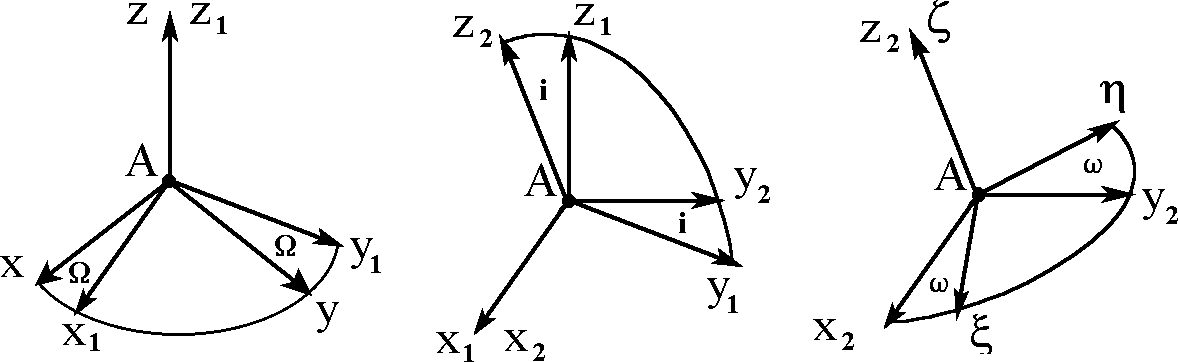 z z₁
A
Ω Ω
x x₁ y y₁
z₂ z₁
i
A y₂
i
y₁
x₁ x₂
z₂ ζ
η
ω
A y₂
ω
x₂ ξ